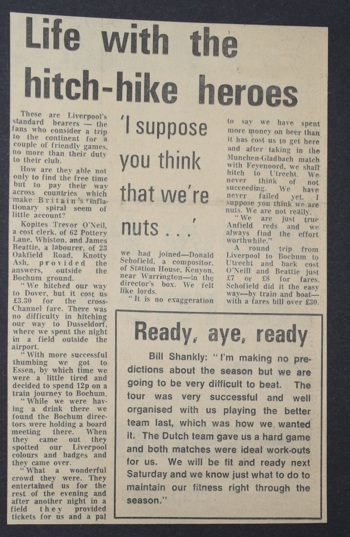 Life with the
hitch-hike heroes
These are Liverpool's
standard bearers — the
fans who consider a trip
to the continent for a
couple of friendly games,
no more than their duty
to their club.
How are they able not
only to find the free time
but to pay their way
across countries which
make Britain's infla-
tionary spiral seem of
little account?
Kopites Trevor O'Neill,
a cost clerk, of 62 Pottery
Lane, Whiston, and James
Beattie, a labourer, of 23
Oakfield Road, Knotty
Ash, provided the
answers, outside the
Bochum ground.
"We hitched our way
to Dover, but it cost us
£3.30 for the cross-
Channel fare. There was
no difficulty in hitching
our way to Dusseldorf,
where we spent the night
in a field outside the
airport.
"With more successful
thumbing we got to
Essen, by which time we
were a little tired and
decided to spend 12p on a
train journey to Bochum.
"While we were hav-
ing a drink there we
found the Bochum direc-
tors were holding a board
meeting there. When
they came out they
spotted our Liverpool
colours and badges and
they came over.
"What a wonderful
crowd they were. They
entertained us for the
rest of the evening and
after another night in a
field they provided
tickets for us and a pal
'I suppose
you think
that we're
nuts . . .'
we had joined—Donald
Schofield, a compositor,
of Station House, Kenyon,
near Warrington—in the
director's box. We fell
like lords.
"It is no exaggeration
to say we have spent
more money on beer than
it has cost us to get here
and after taking in the
Munchen-Gladbach match
with Feyenoord, we shall
hitch to Utrecht. We
never think of not
succeeding. We have
never failed yet. I
suppose you think we are
nuts. We are not really.
"We are just true
Anfield reds and we
always find the effort
worthwhile."
A round trip from
Liverpool to Bochum to
Utrecht and back cost
O'Neill and Beattie just
£7 or £8 for fares.
Schofield did it the easy
way—by train and boat—
with a fares bill over £30.
Ready, aye, ready
Bill Shankly: "I'm making no pre-
dictions about the season but we are
going to be very difficult to beat. The
tour was very successful and well
organised with us playing the better
team last, which was how we wanted
it. The Dutch team gave us a hard game
and both matches were ideal work-outs
for us. We will be fit and ready next
Saturday and we know just what to do to
maintain our fitness right through the
season."